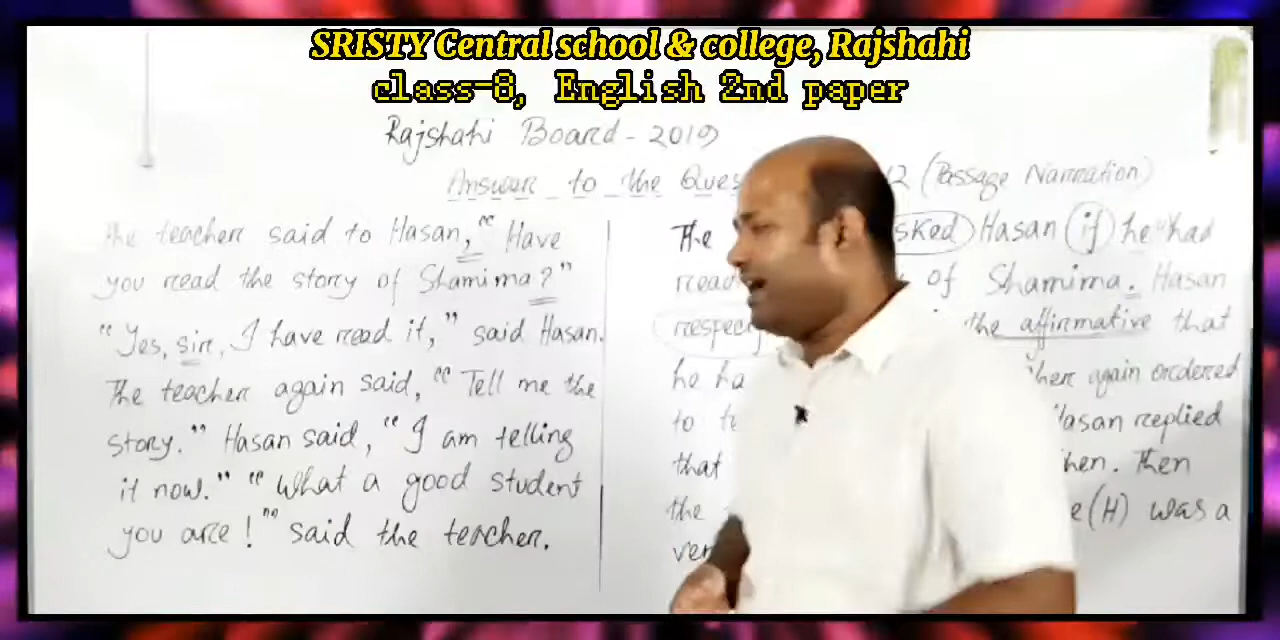 SRISTY Central school & college, Rajshahi
class-8, English 2nd paper
Rajshahi Board - 2019
Answer to the Ques 12 (Passage Narration)
The teacher said to Hasan, "Have
you read the story of Shamima?"
"Yes, sir, I have read it," said Hasan.
The teacher again said, "Tell me the
story." Hasan said, "I am telling
it now." "What a good student
you are!" said the teacher.
The sked Hasan if he had
read of Shamima. Hasan
respec the affirmative that
he ha her again ordered
to te Hasan replied
that hen. Then
the e(H) was a
ver